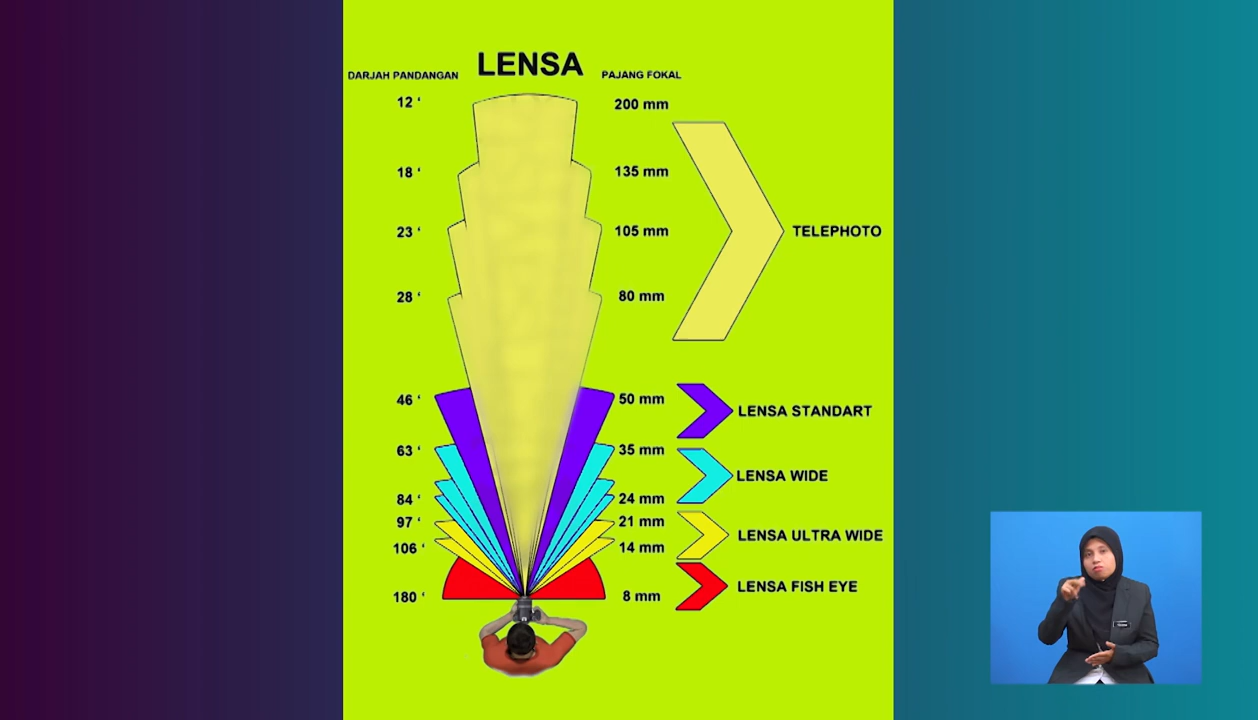 LENSA
DARJAH PANDANGAN
PAJANG FOKAL
12 ‘
200 mm
18 ‘
135 mm
23 ‘
105 mm
TELEPHOTO
28 ‘
80 mm
46 ‘
50 mm
LENSA STANDART
63 ‘
35 mm
LENSA WIDE
84 ‘
24 mm
97 ‘
21 mm
LENSA ULTRA WIDE
106 ‘
14 mm
LENSA FISH EYE
180 ‘
8 mm